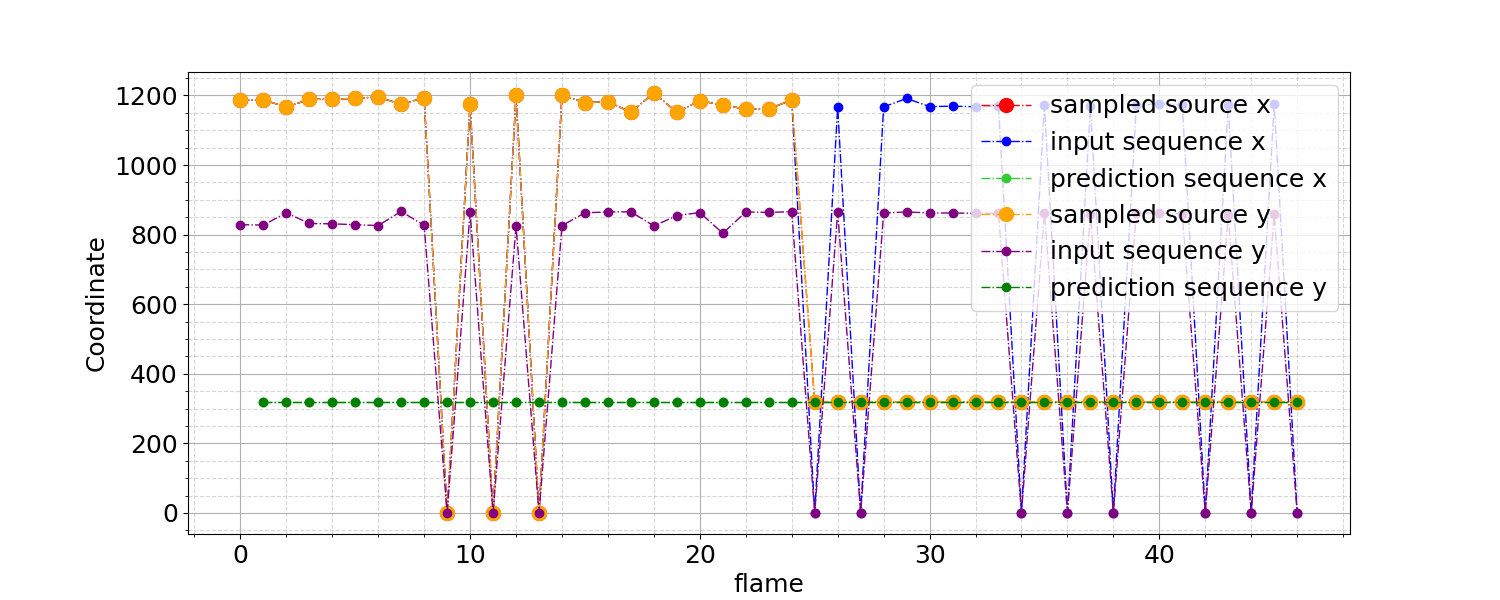 1200
1000
800
600
400
200
0
Coordinate
0 10 20 30 40
flame
sampled source x
input sequence x
prediction sequence x
sampled source y
input sequence y
prediction sequence y